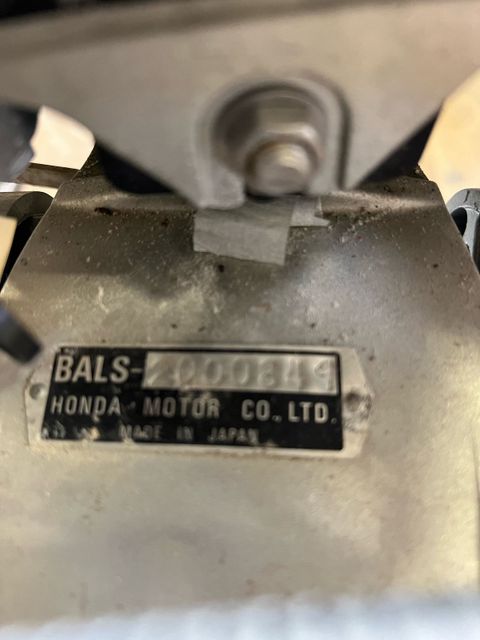 BALS-2000849
HONDA MOTOR CO., LTD.
MADE IN JAPAN